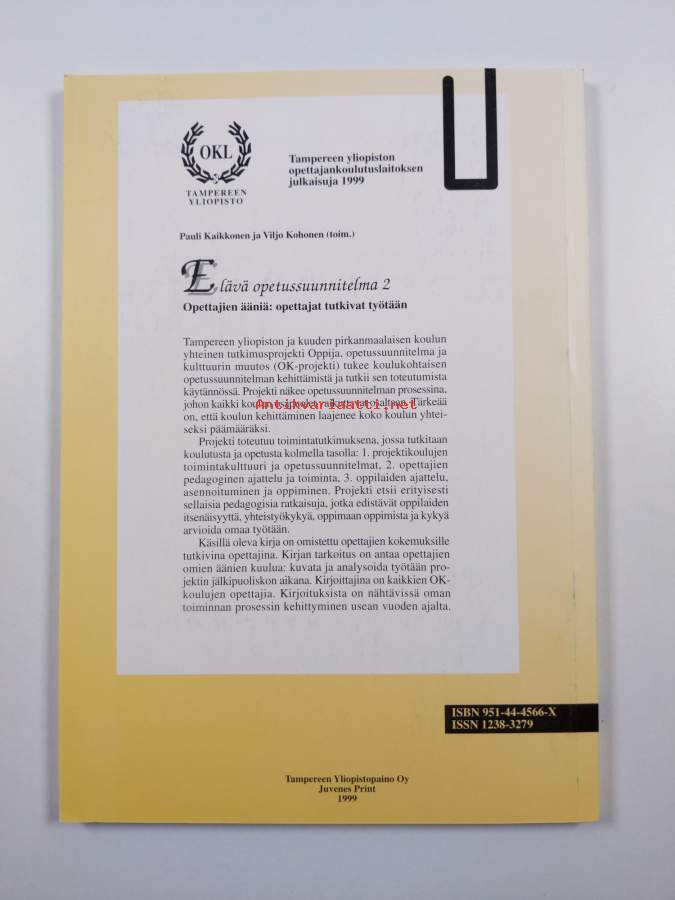 OKL
TAMPEREEN
YLIOPISTO
Tampereen yliopiston
opettajankoulutuslaitoksen
julkaisuja 1999
Pauli Kaikkonen ja Viljo Kohonen (toim.)
Elävä opetussuunnitelma 2
Opettajien ääniä: opettajat tutkivat työtään
Tampereen yliopiston ja kuuden pirkanmaalaisen koulun
yhteinen tutkimusprojekti Oppija, opetussuunnitelma ja
kulttuurin muutos (OK-projekti) tukee koulukohtaisen
opetussuunnitelman kehittämistä ja tutkii sen toteutumista
käytännössä. Projekti näkee opetussuunnitelman prosessina,
johon kaikki koulun osaltaan. Tärkeää
Antikvariaatti.net
on, että koulun kehittäminen laajenee koko koulun yhtei-
seksi päämääräksi.
Projekti toteutuu toimintatutkimuksena, jossa tutkitaan
koulutusta ja opetusta kolmella tasolla: 1. projektikoulujen
toimintakulttuuri ja opetussuunnitelmat, 2. opettajien
pedagoginen ajattelu ja toiminta, 3. oppilaiden ajattelu,
asennoituminen ja oppiminen. Projekti etsii erityisesti
sellaisia pedagogisia ratkaisuja, jotka edistävät oppilaiden
itsenäisyyttä, yhteistyökykyä, oppimaan oppimista ja kykyä
arvioida omaa työtään.
Käsillä oleva kirja on omistettu opettajien kokemuksille
tutkivina opettajina. Kirjan tarkoitus on antaa opettajien
omien äänien kuulua: kuvata ja analysoida työtään pro-
jektin jälkipuoliskon aikana. Kirjoittajina on kaikkien OK-
koulujen opettajia. Kirjoituksista on nähtävissä oman
toiminnan prosessin kehittyminen usean vuoden ajalta.
ISBN 951-44-4566-X
ISSN 1238-3279
Tampereen Yliopistopaino Oy
Juvenes Print
1999